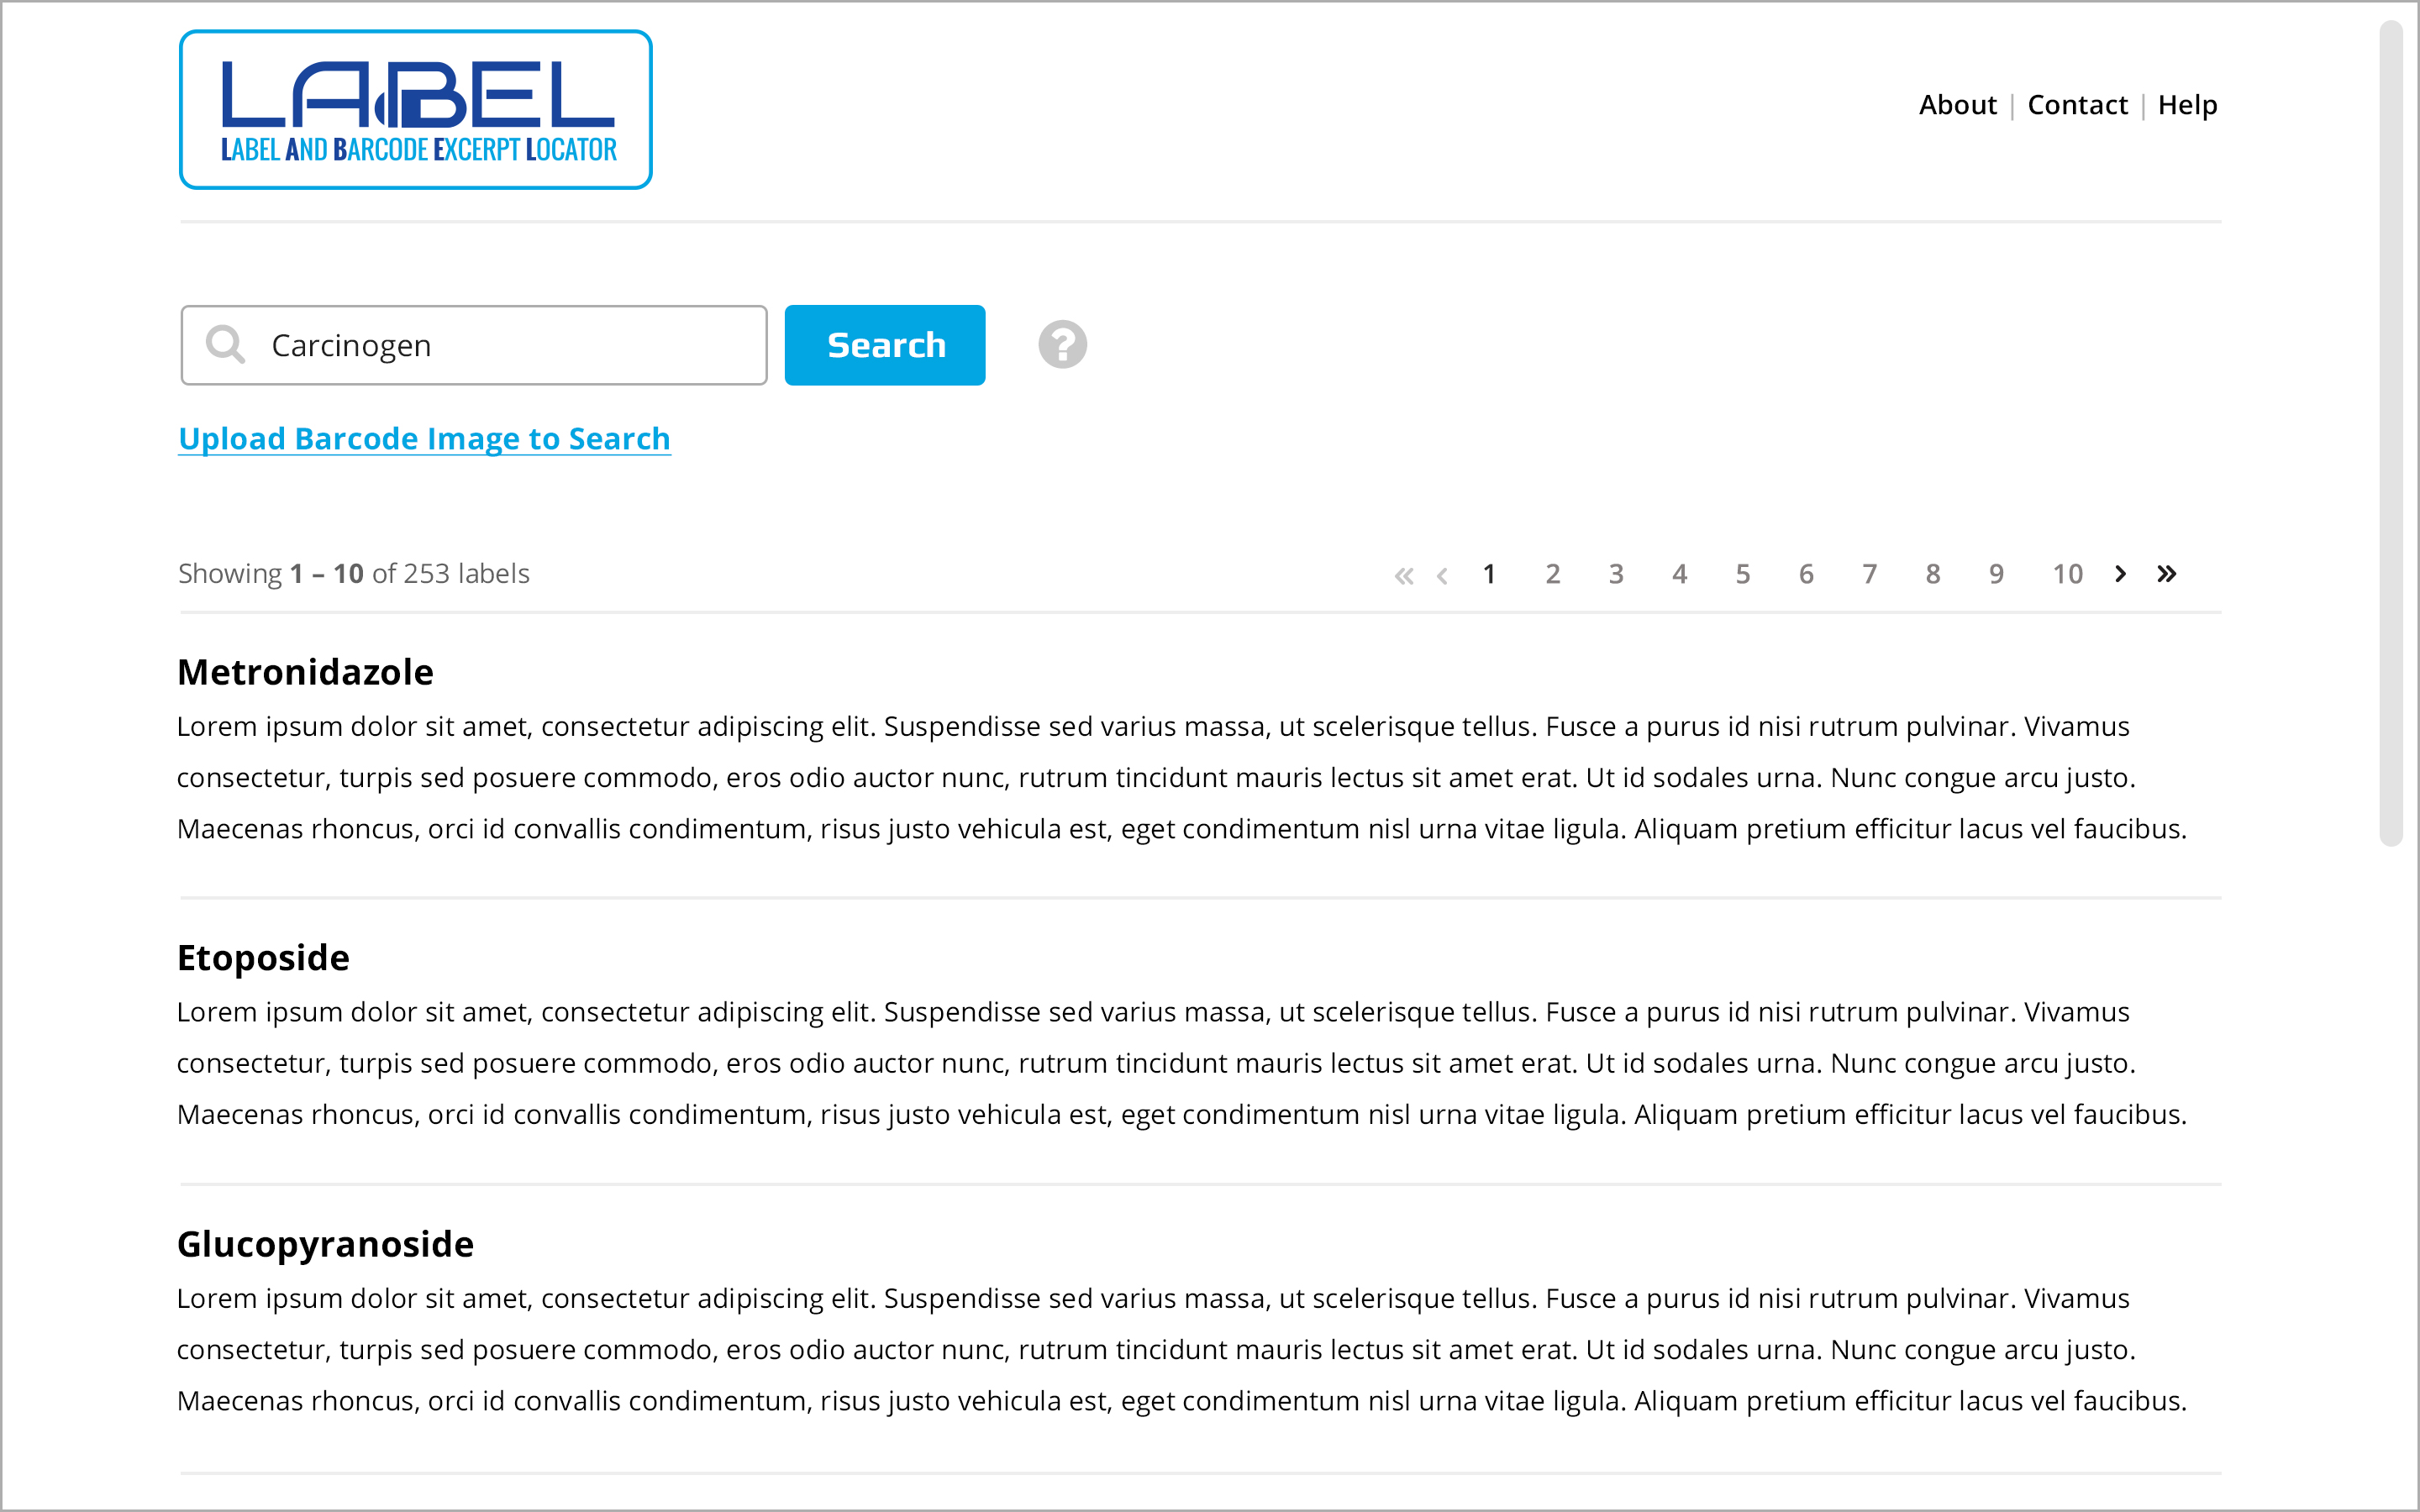 LABEL
LABEL AND BARCODE EXCERPT LOCATOR
About | Contact | Help
Carcinogen
Search
?
Upload Barcode Image to Search
Showing 1 – 10 of 253 labels
« ‹ 1 2 3 4 5 6 7 8 9 10 › »
Metronidazole
Lorem ipsum dolor sit amet, consectetur adipiscing elit. Suspendisse sed varius massa, ut scelerisque tellus. Fusce a purus id nisi rutrum pulvinar. Vivamus
consectetur, turpis sed posuere commodo, eros odio auctor nunc, rutrum tincidunt mauris lectus sit amet erat. Ut id sodales urna. Nunc congue arcu justo.
Maecenas rhoncus, orci id convallis condimentum, risus justo vehicula est, eget condimentum nisl urna vitae ligula. Aliquam pretium efficitur lacus vel faucibus.
Etoposide
Lorem ipsum dolor sit amet, consectetur adipiscing elit. Suspendisse sed varius massa, ut scelerisque tellus. Fusce a purus id nisi rutrum pulvinar. Vivamus
consectetur, turpis sed posuere commodo, eros odio auctor nunc, rutrum tincidunt mauris lectus sit amet erat. Ut id sodales urna. Nunc congue arcu justo.
Maecenas rhoncus, orci id convallis condimentum, risus justo vehicula est, eget condimentum nisl urna vitae ligula. Aliquam pretium efficitur lacus vel faucibus.
Glucopyranoside
Lorem ipsum dolor sit amet, consectetur adipiscing elit. Suspendisse sed varius massa, ut scelerisque tellus. Fusce a purus id nisi rutrum pulvinar. Vivamus
consectetur, turpis sed posuere commodo, eros odio auctor nunc, rutrum tincidunt mauris lectus sit amet erat. Ut id sodales urna. Nunc congue arcu justo.
Maecenas rhoncus, orci id convallis condimentum, risus justo vehicula est, eget condimentum nisl urna vitae ligula. Aliquam pretium efficitur lacus vel faucibus.